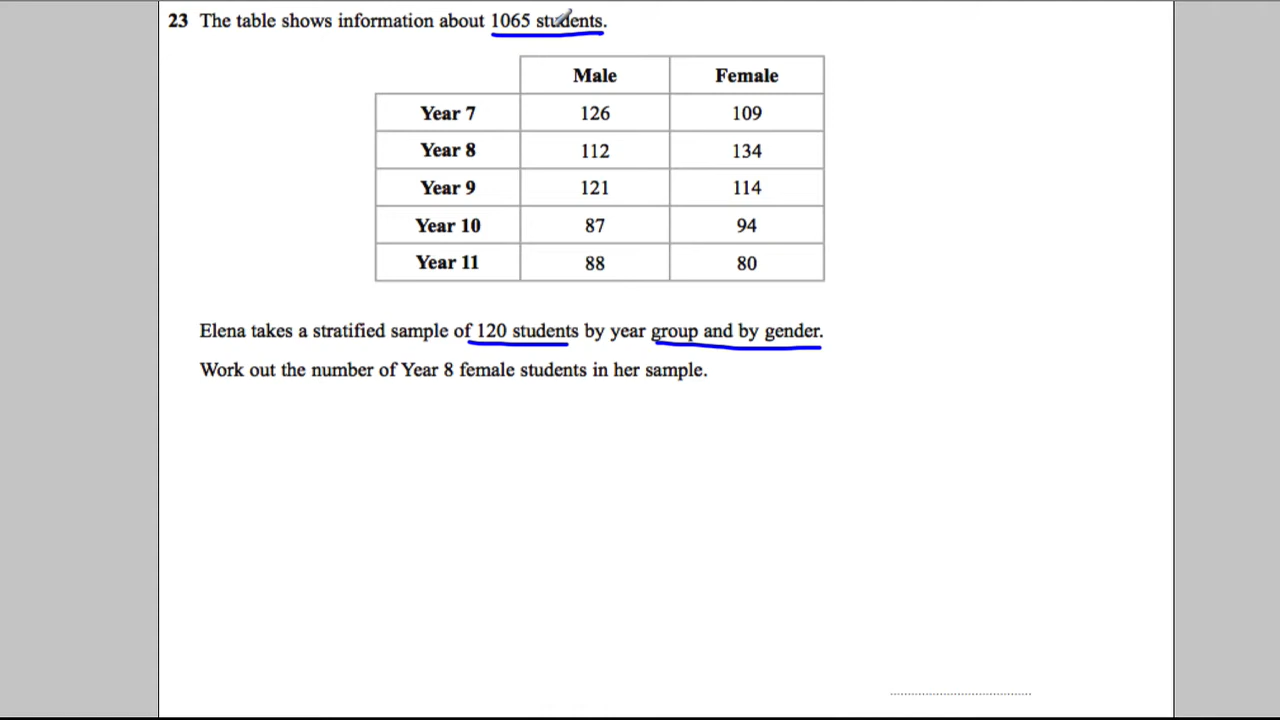 23 The table shows information about 1065 students.
Male Female
Year 7 126 109
Year 8 112 134
Year 9 121 114
Year 10 87 94
Year 11 88 80
Elena takes a stratified sample of 120 students by year group and by gender.
Work out the number of Year 8 female students in her sample.